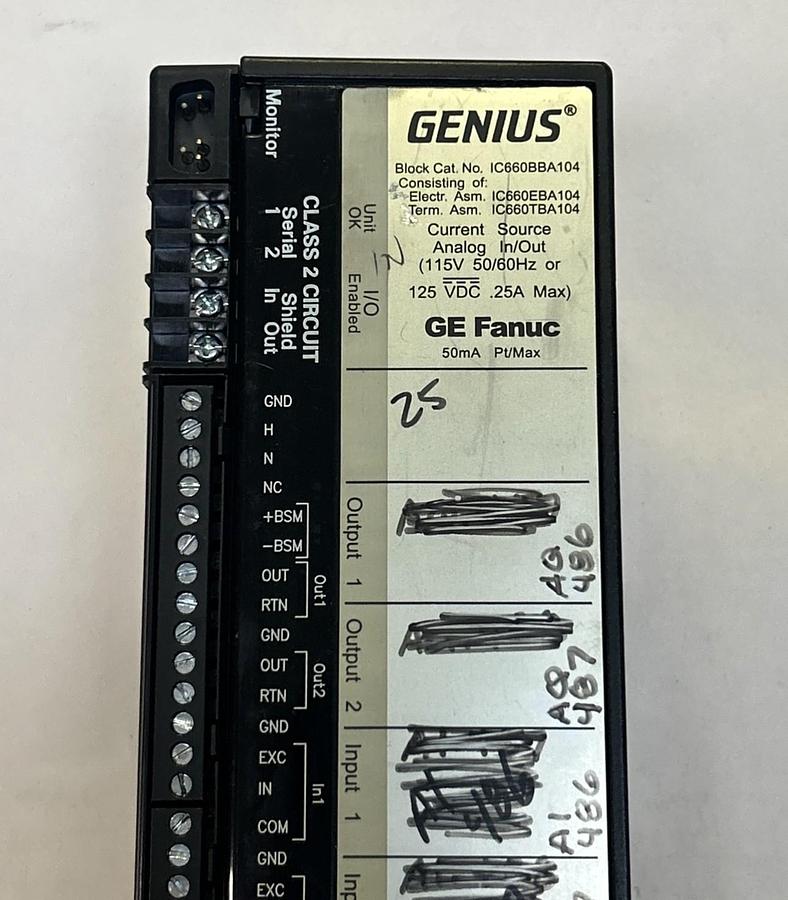 Monitor
CLASS 2 CIRCUIT
Serial Shield
1 2 In Out
Unit
OK
I/O
Enabled
GENIUS®
Block Cat. No. IC660BBA104
Consisting of:
Electr. Asm. IC660EBA104
Term. Asm. IC660TBA104
Current Source
Analog In/Out
(115V 50/60Hz or
125 VDC .25A Max)
GE Fanuc
50mA Pt/Max
25
GND
H
N
NC
+BSM
-BSM
OUT
RTN
Out1
GND
OUT
RTN
Out2
GND
EXC
IN
COM
In1
GND
EXC
Output 1
AQ
486
Output 2
AQ
487
Input 1
AI
486